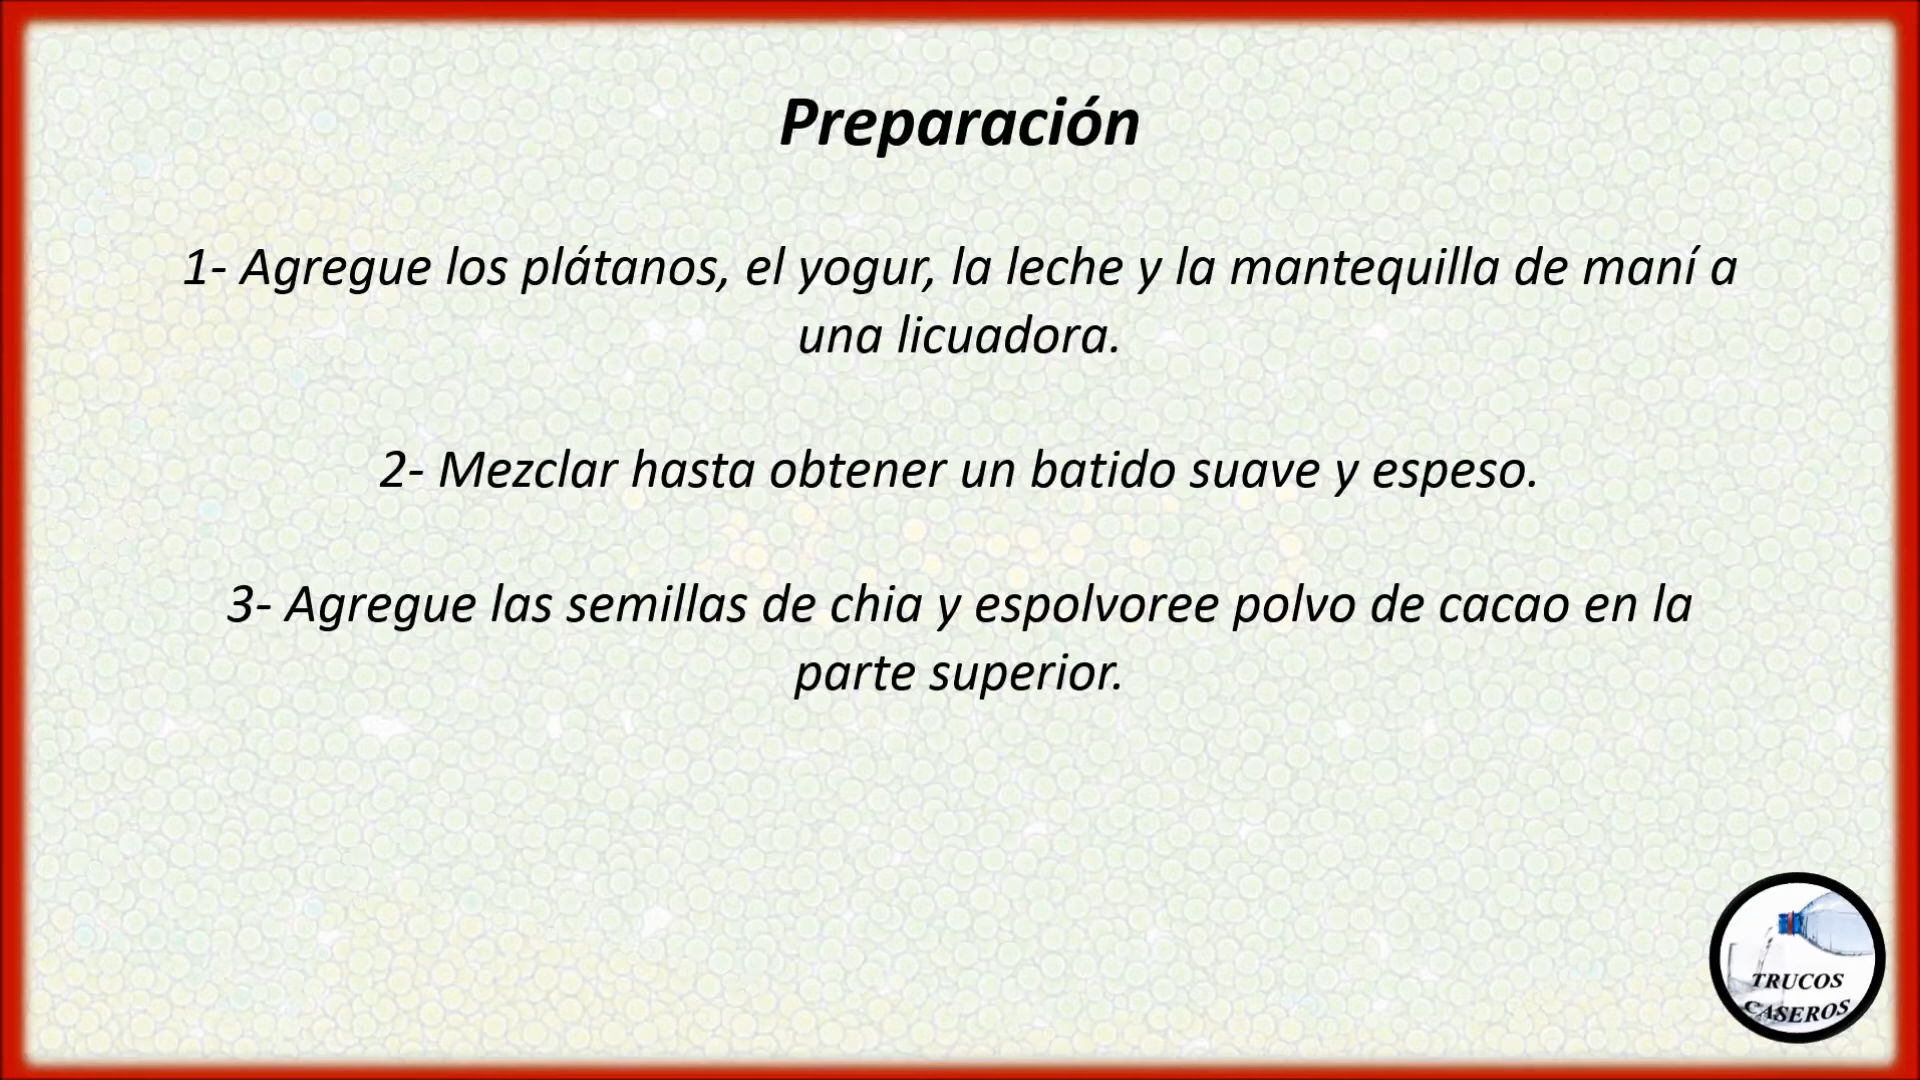 Preparación
1- Agregue los plátanos, el yogur, la leche y la mantequilla de maní a
una licuadora.
2- Mezclar hasta obtener un batido suave y espeso.
3- Agregue las semillas de chia y espolvoree polvo de cacao en la
parte superior.
TRUCOS
CASEROS